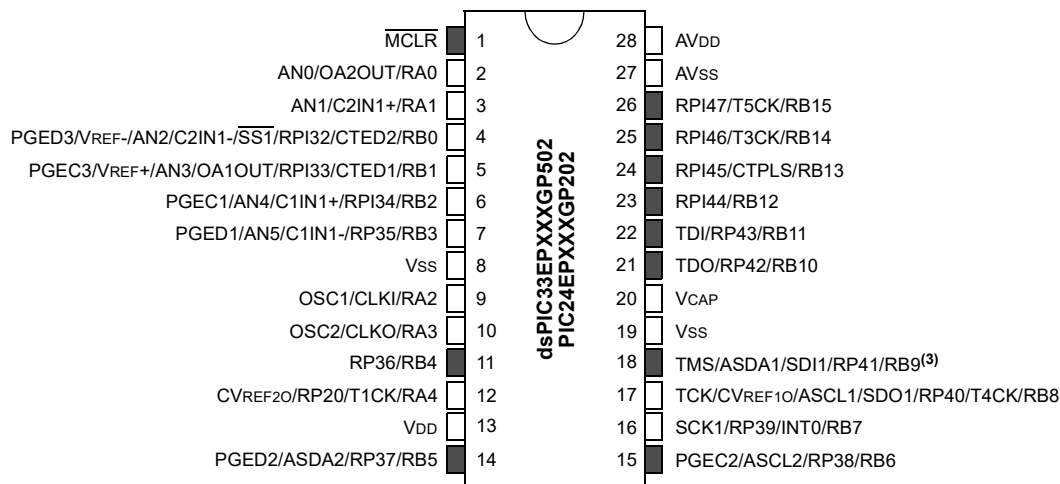 M̅C̅L̅R̅ 1 28 AVDD
AN0/OA2OUT/RA0 2 27 AVSS
AN1/C2IN1+/RA1 3 26 RPI47/T5CK/RB15
PGED3/VREF-/AN2/C2IN1-/S̅S̅1̅/RPI32/CTED2/RB0 4 25 RPI46/T3CK/RB14
PGEC3/VREF+/AN3/OA1OUT/RPI33/CTED1/RB1 5 24 RPI45/CTPLS/RB13
PGEC1/AN4/C1IN1+/RPI34/RB2 6 23 RPI44/RB12
PGED1/AN5/C1IN1-/RP35/RB3 7 22 TDI/RP43/RB11
VSS 8 21 TDO/RP42/RB10
OSC1/CLKI/RA2 9 20 VCAP
OSC2/CLKO/RA3 10 19 VSS
RP36/RB4 11 18 TMS/ASDA1/SDI1/RP41/RB9(3)
CVREF2O/RP20/T1CK/RA4 12 17 TCK/CVREF1O/ASCL1/SDO1/RP40/T4CK/RB8
VDD 13 16 SCK1/RP39/INT0/RB7
PGED2/ASDA2/RP37/RB5 14 15 PGEC2/ASCL2/RP38/RB6
dsPIC33EPXXXGP502
PIC24EPXXXGP202